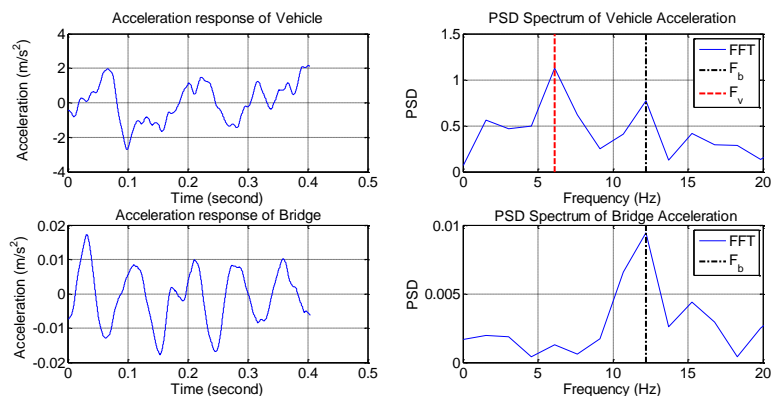 Acceleration response of Vehicle
Acceleration (m/s²)
4
2
0
-2
-4
0 0.1 0.2 0.3 0.4 0.5
Time (second)
PSD Spectrum of Vehicle Acceleration
PSD
1.5
1
0.5
0
0 5 10 15 20
Frequency (Hz)
FFT
F_b
F_v
Acceleration response of Bridge
Acceleration (m/s²)
0.02
0.01
0
-0.01
-0.02
0 0.1 0.2 0.3 0.4 0.5
Time (second)
PSD Spectrum of Bridge Acceleration
PSD
0.01
0.005
0
0 5 10 15 20
Frequency (Hz)
FFT
F_b